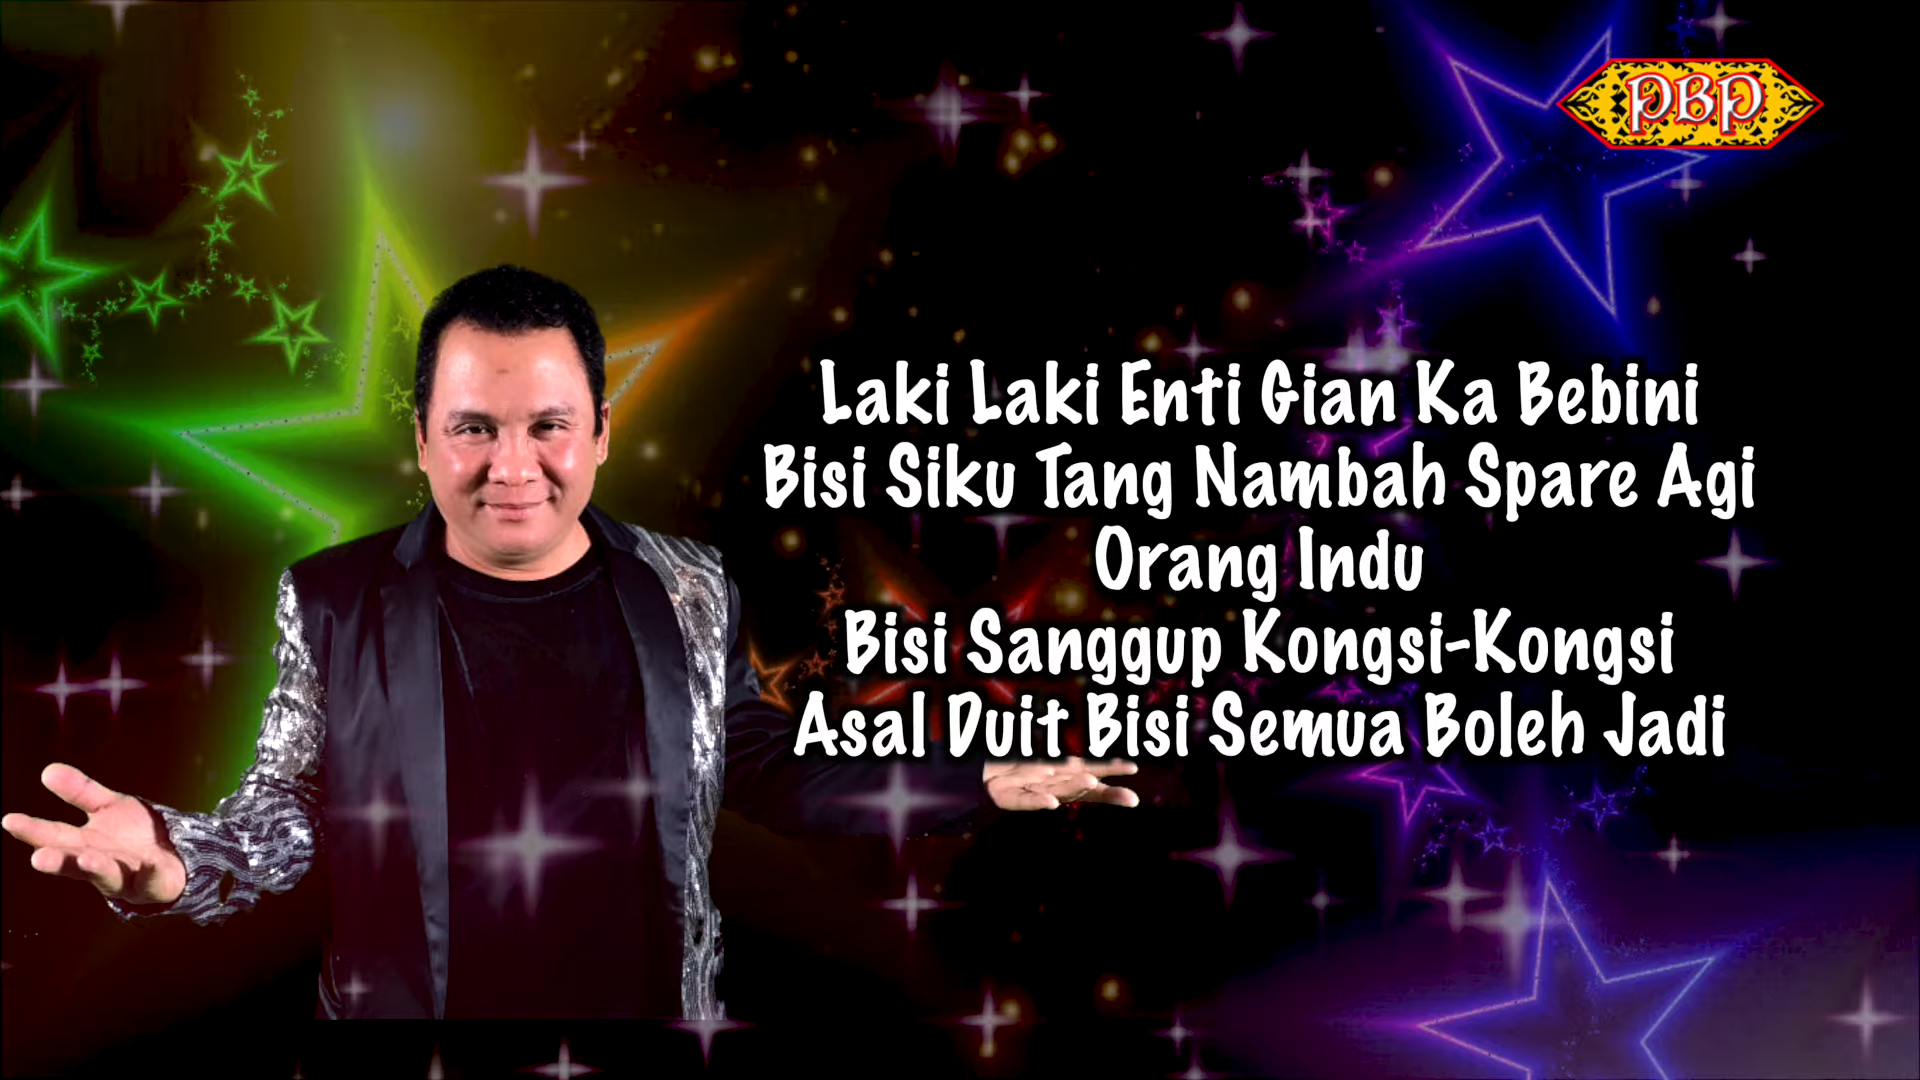 PBP
Laki Laki Enti Gian Ka Bebini
Bisi Siku Tang Nambah Spare Agi
Orang Indu
Bisi Sanggup Kongsi-Kongsi
Asal Duit Bisi Semua Boleh Jadi